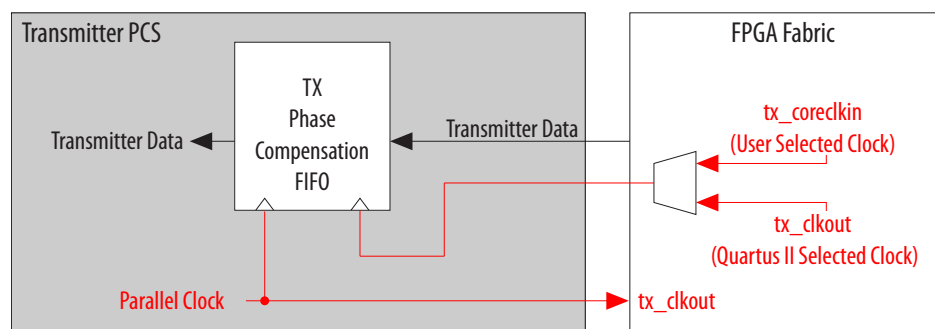 Transmitter PCS
FPGA Fabric
TX
Phase
Compensation
FIFO
Transmitter Data
Transmitter Data
tx_coreclkin
(User Selected Clock)
tx_clkout
(Quartus II Selected Clock)
Parallel Clock
tx_clkout